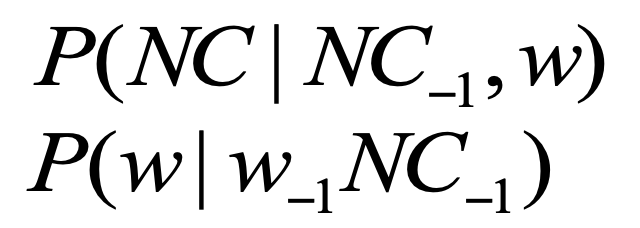 P(NC | NC₋₁, w)
P(w | w₋₁NC₋₁)